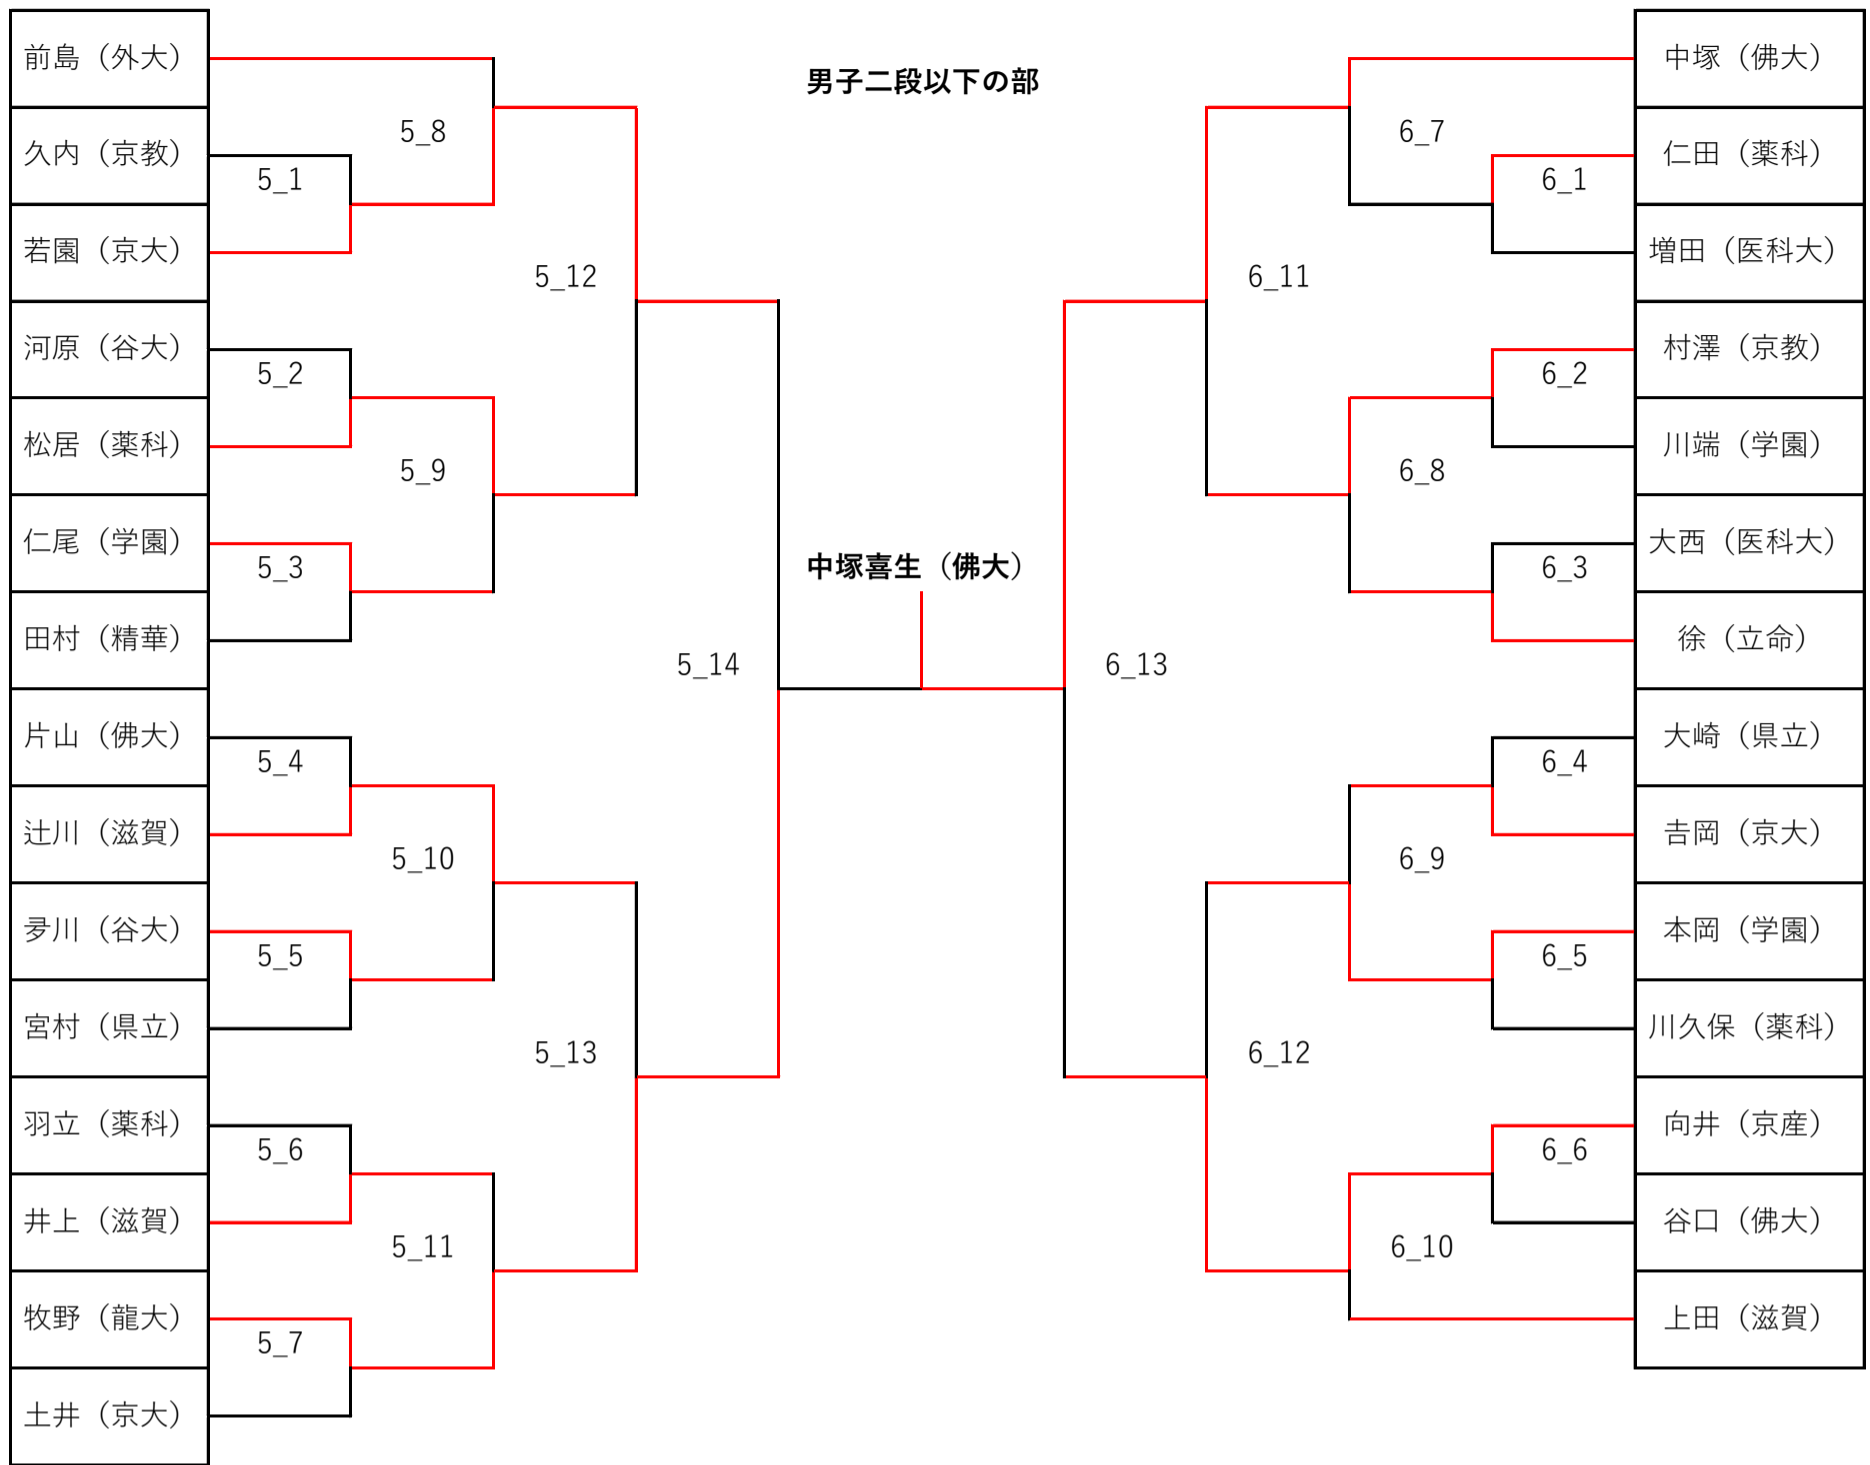 男子二段以下の部
前島（外大）
久内（京教）
若園（京大）
河原（谷大）
松居（薬科）
仁尾（学園）
田村（精華）
片山（佛大）
辻川（滋賀）
夛川（谷大）
宮村（県立）
羽立（薬科）
井上（滋賀）
牧野（龍大）
土井（京大）
5_1
5_2
5_3
5_4
5_5
5_6
5_7
5_8
5_9
5_10
5_11
5_12
5_13
5_14
中塚喜生（佛大）
6_13
6_11
6_12
6_7
6_8
6_9
6_10
6_1
6_2
6_3
6_4
6_5
6_6
中塚（佛大）
仁田（薬科）
増田（医科大）
村澤（京教）
川端（学園）
大西（医科大）
徐（立命）
大崎（県立）
𠮷岡（京大）
本岡（学園）
川久保（薬科）
向井（京産）
谷口（佛大）
上田（滋賀）